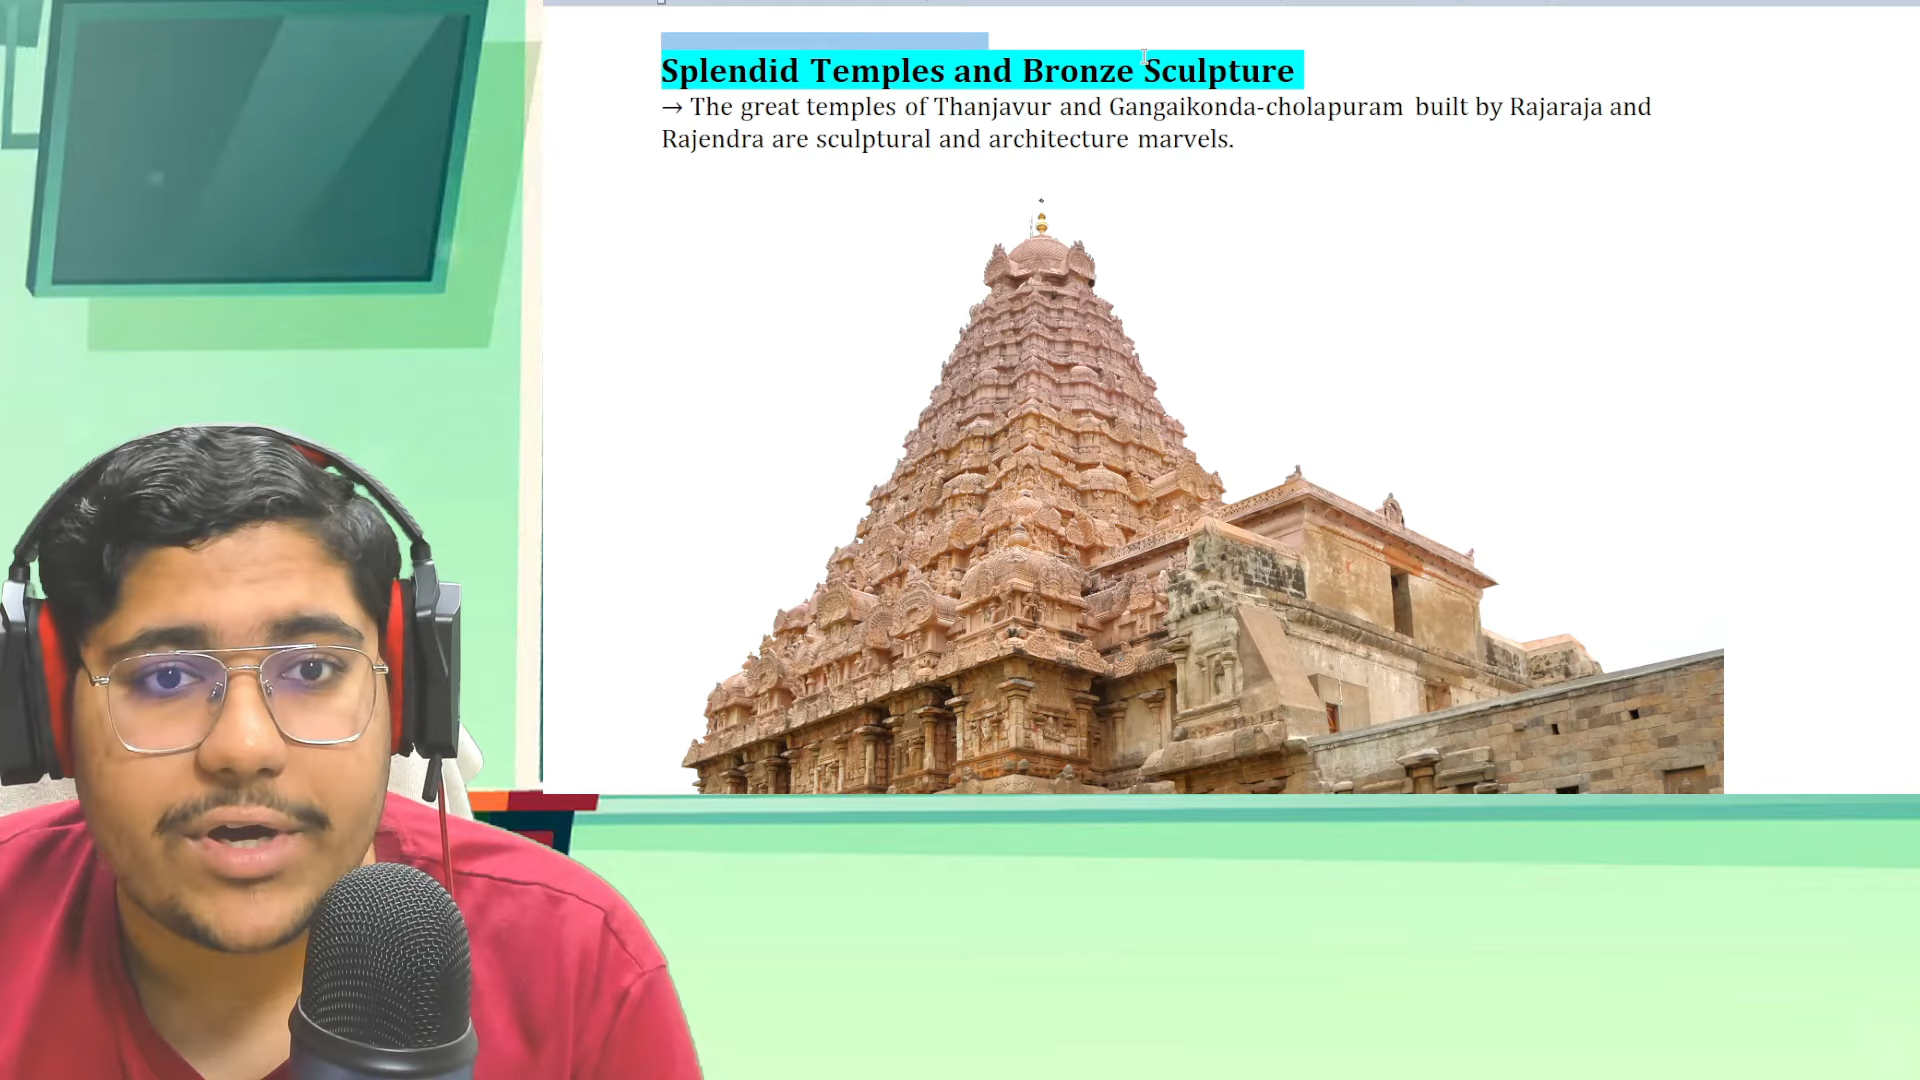 Splendid Temples and Bronze Sculpture
→ The great temples of Thanjavur and Gangaikonda-cholapuram built by Rajaraja and
Rajendra are sculptural and architecture marvels.